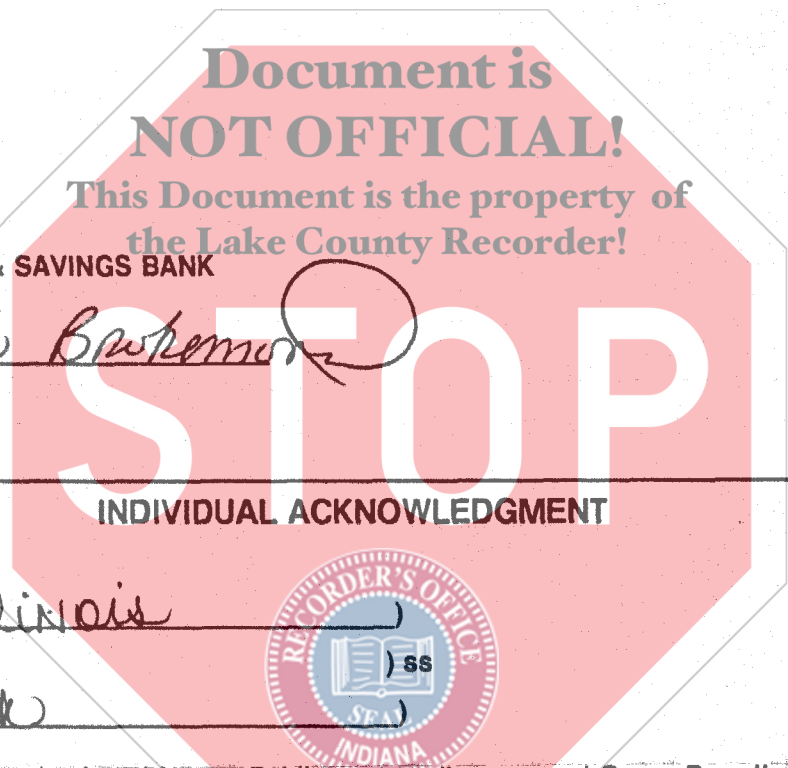 Document is
NOT OFFICIAL!
This Document is the property of
the Lake County Recorder!
SAVINGS BANK
STOP
INDIVIDUAL ACKNOWLEDGMENT
RECORDER'S OFFICE
linois )
) ss
)
SEAL
INDIANA